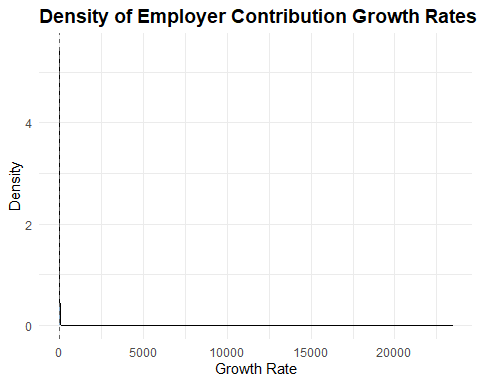 Density of Employer Contribution Growth Rates
Density
4
2
0
0 5000 10000 15000 20000
Growth Rate